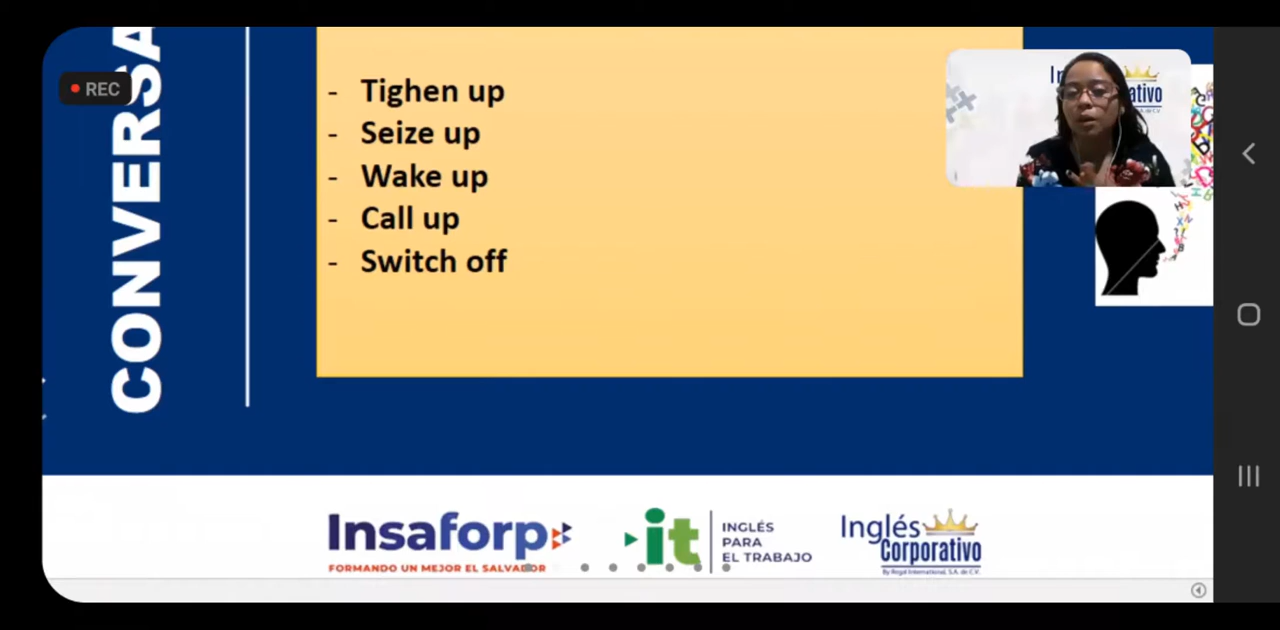 CONVERSA
REC
- Tighen up
- Seize up
- Wake up
- Call up
- Switch off
Insaforp
FORMANDO UN MEJOR EL SALVADOR
it
INGLÉS
PARA
EL TRABAJO
Inglés
Corporativo
By Regal International, S.A. de C.V.